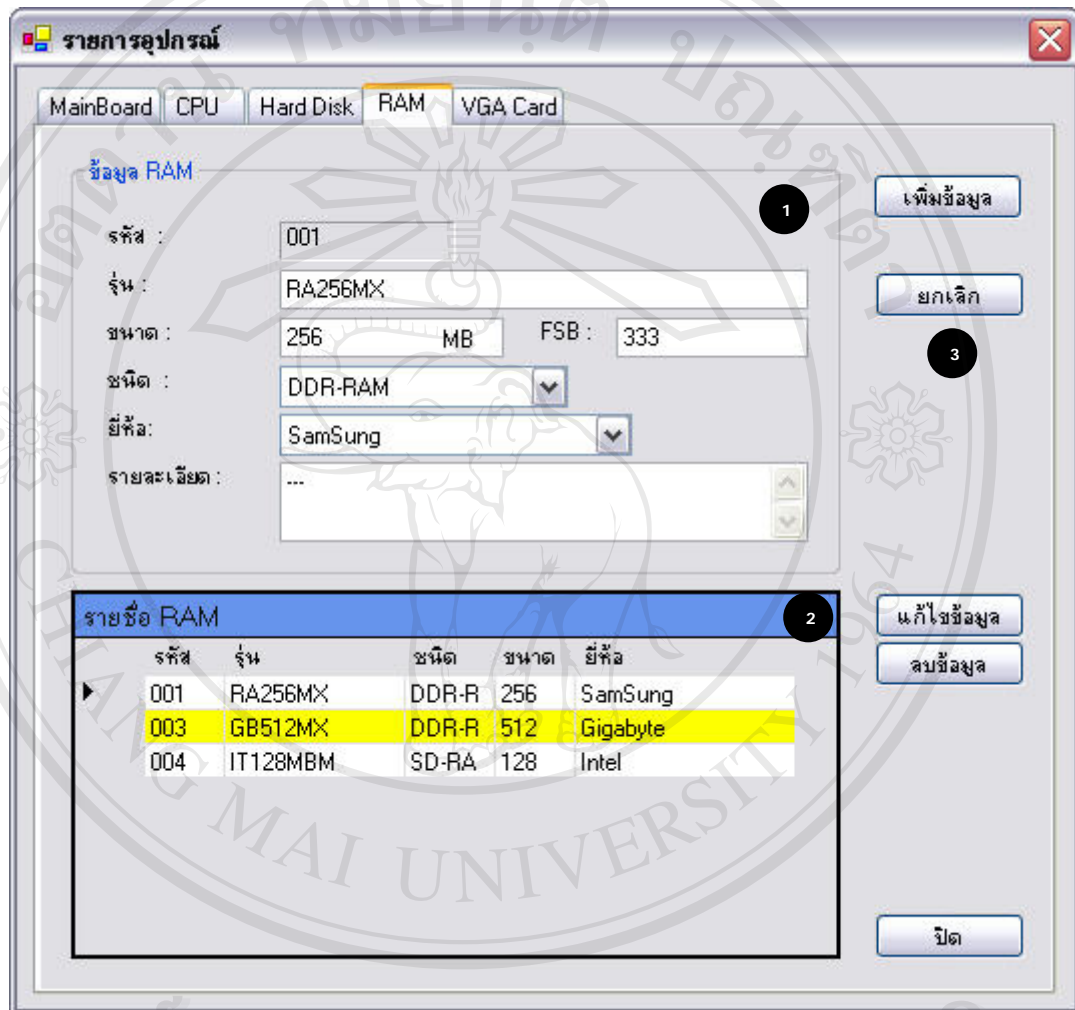 รายการอุปกรณ์
MainBoard CPU Hard Disk RAM VGA Card
ข้อมูล RAM
1
เพิ่มข้อมูล
รหัส : 001
รุ่น : RA256MX
ยกเลิก
ขนาด : 256 MB FSB : 333
3
ชนิด : DDR-RAM
ยี่ห้อ: SamSung
รายละเอียด : ---
รายชื่อ RAM
2
แก้ไขข้อมูล
รหัส รุ่น ชนิด ขนาด ยี่ห้อ
ลบข้อมูล
001 RA256MX DDR-R 256 SamSung
003 GB512MX DDR-R 512 Gigabyte
004 IT128MBM SD-RA 128 Intel
ปิด
CHIANG MAI UNIVERSITY 1964